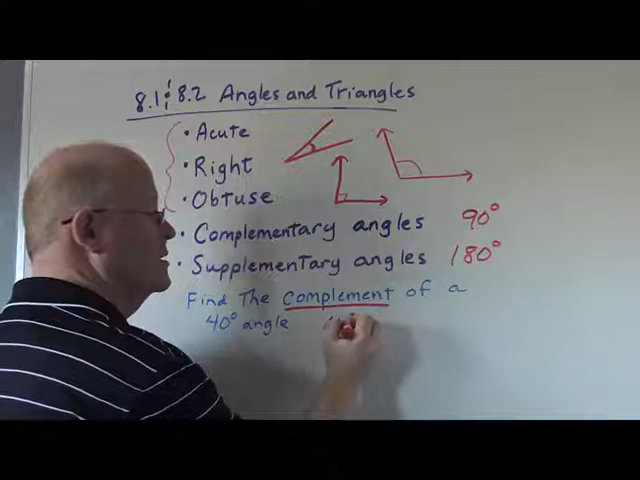 8.1 & 8.2 Angles and Triangles
• Acute
• Right
• Obtuse
• Complementary angles 90°
• Supplementary angles 180°
Find The Complement of a
40° angle